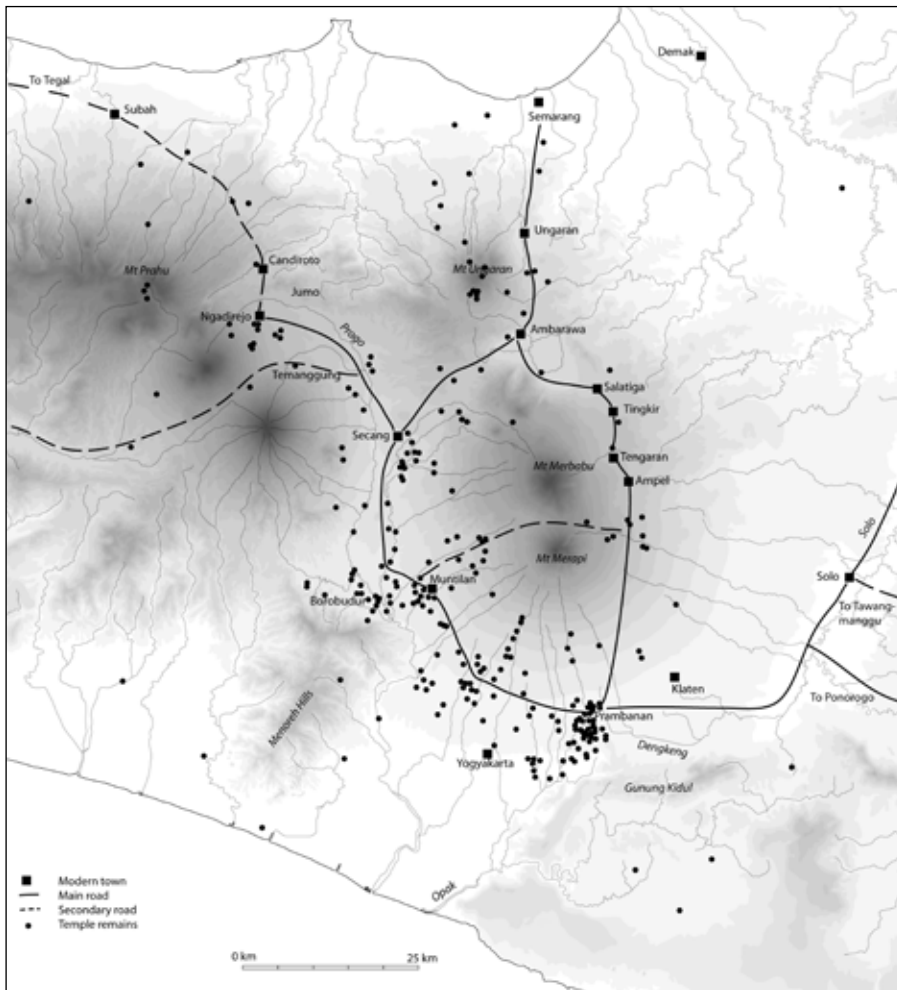 Demak
To Tegal
Subah
Semarang
Ungaran
Candiroto
Mt Prahu
Mt Ungaran
Jumo
Ngadirejo
Progo
Ambarawa
Temanggung
Salatiga
Tingkir
Secang
Tengaran
Mt Merbabu
Ampel
Solo
Mt Merapi
Muntilan
Solo
Borobudur
To Tawang-
manggu
Klaten
To Ponorogo
Menoreh Hills
Prambanan
Dengkeng
Yogyakarta
Gunung Kidul
Opak
Modern town
Main road
Secondary road
Temple remains
0 km
25 km